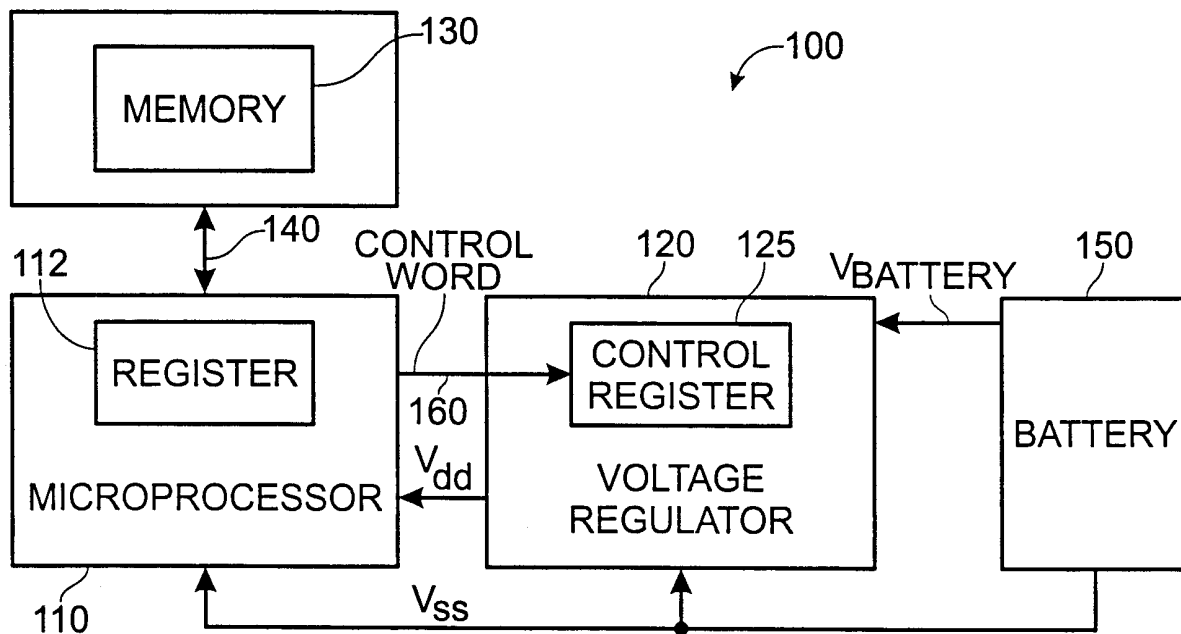 130
100
MEMORY
140
CONTROL
WORD
112
120
125
VBATTERY
150
REGISTER
CONTROL
REGISTER
160
BATTERY
Vdd
MICROPROCESSOR
VOLTAGE
REGULATOR
110
Vss